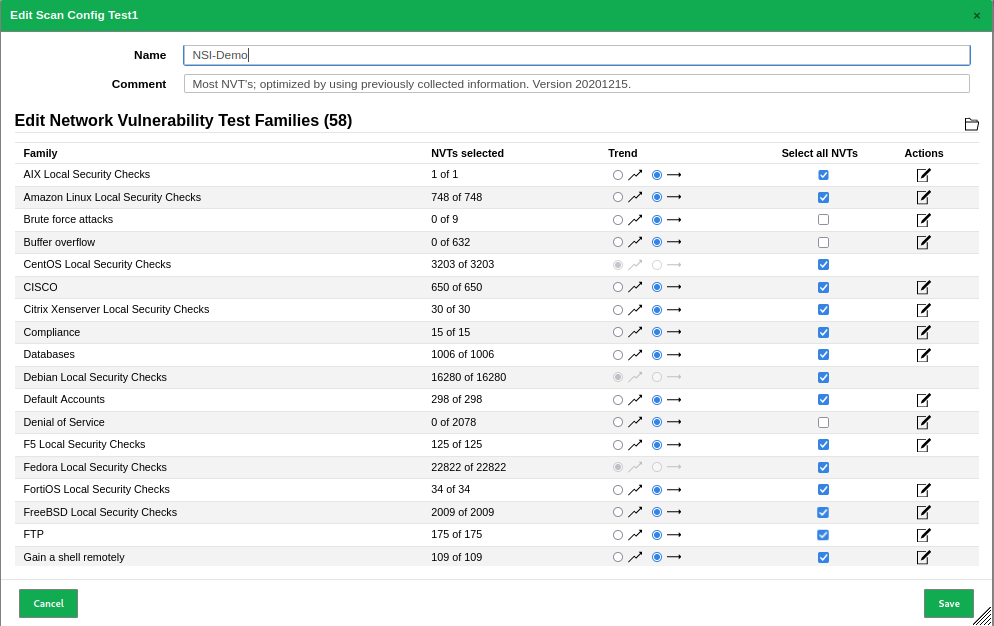 Edit Scan Config Test1 ×
Name NSI-Demo
Comment Most NVT's; optimized by using previously collected information. Version 20201215.
Edit Network Vulnerability Test Families (58)
Family NVTs selected Trend Select all NVTs Actions
AIX Local Security Checks 1 of 1
Amazon Linux Local Security Checks 748 of 748
Brute force attacks 0 of 9
Buffer overflow 0 of 632
CentOS Local Security Checks 3203 of 3203
CISCO 650 of 650
Citrix Xenserver Local Security Checks 30 of 30
Compliance 15 of 15
Databases 1006 of 1006
Debian Local Security Checks 16280 of 16280
Default Accounts 298 of 298
Denial of Service 0 of 2078
F5 Local Security Checks 125 of 125
Fedora Local Security Checks 22822 of 22822
FortiOS Local Security Checks 34 of 34
FreeBSD Local Security Checks 2009 of 2009
FTP 175 of 175
Gain a shell remotely 109 of 109
Cancel Save